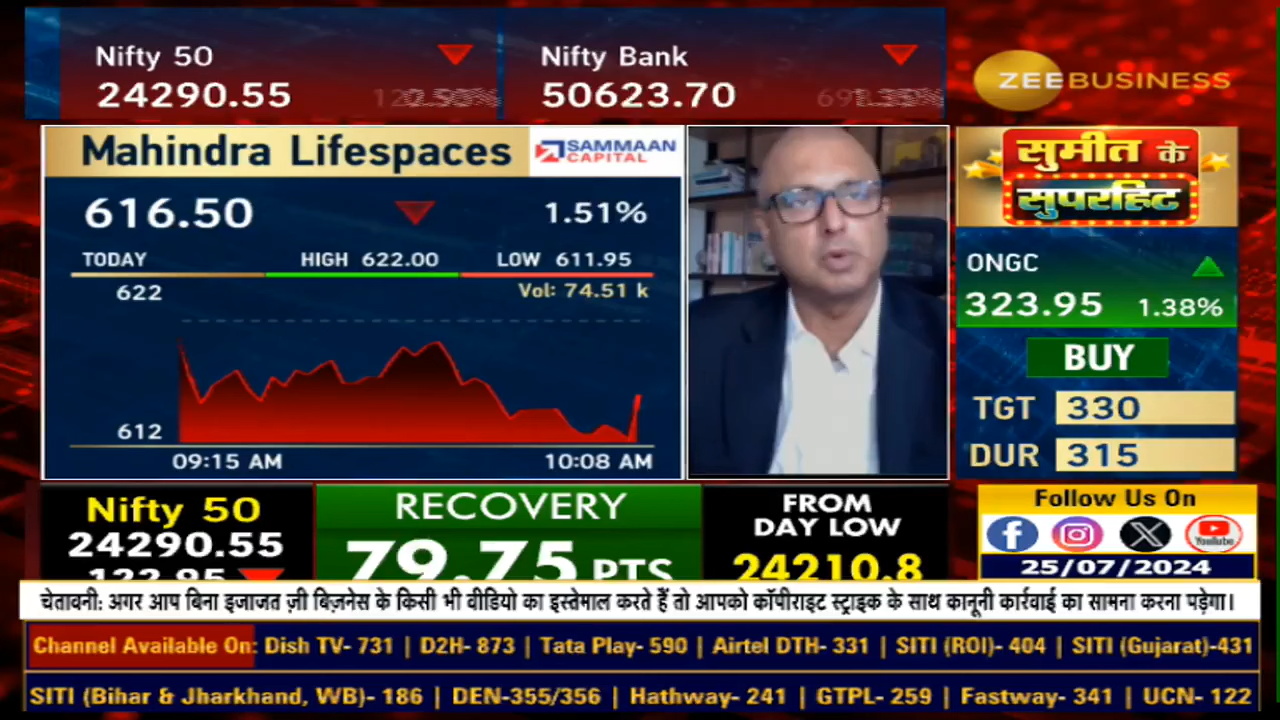 Nifty 50
24290.55
Nifty Bank
50623.70
ZEE BUSINESS
Mahindra Lifespaces
SAMMAAN
CAPITAL
616.50
1.51%
TODAY
HIGH 622.00
LOW 611.95
622
Vol: 74.51 k
612
09:15 AM
10:08 AM
सुमीत के
सुपरहिट
ONGC
323.95
1.38%
BUY
TGT 330
DUR 315
Nifty 50
24290.55
122.95
RECOVERY
79.75 PTS
FROM
DAY LOW
24210.8
Follow Us On
YouTube
25/07/2024
चेतावनी: अगर आप बिना इजाजत ज़ी बिज़नेस के किसी भी वीडियो का इस्तेमाल करते हैं तो आपको कॉपीराइट स्ट्राइक के साथ कानूनी कार्रवाई का सामना करना पड़ेगा।
Channel Available On: Dish TV- 731 | D2H- 873 | Tata Play- 590 | Airtel DTH- 331 | SITI (ROI)- 404 | SITI (Gujarat)-431
SITI (Bihar & Jharkhand, WB)- 186 | DEN-355/356 | Hathway- 241 | GTPL- 259 | Fastway- 341 | UCN- 122